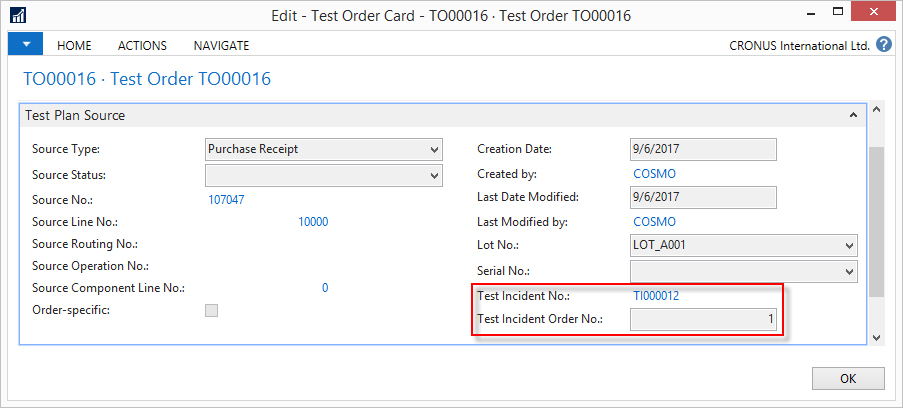 Edit - Test Order Card - TO00016 · Test Order TO00016
HOME ACTIONS NAVIGATE CRONUS International Ltd. ?
TO00016 · Test Order TO00016
Test Plan Source
Source Type: Purchase Receipt
Source Status:
Source No.: 107047
Source Line No.: 10000
Source Routing No.:
Source Operation No.:
Source Component Line No.: 0
Order-specific:
Creation Date: 9/6/2017
Created by: COSMO
Last Date Modified: 9/6/2017
Last Modified by: COSMO
Lot No.: LOT_A001
Serial No.:
Test Incident No.: TI000012
Test Incident Order No.: 1
OK